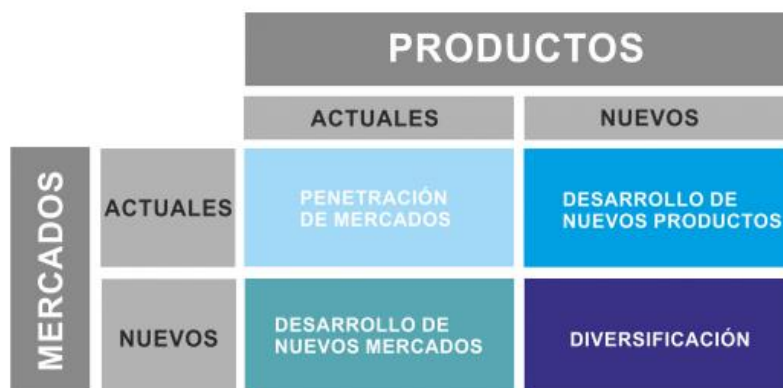 PRODUCTOS
ACTUALES
NUEVOS
MERCADOS
ACTUALES
PENETRACIÓN
DE MERCADOS
DESARROLLO DE
NUEVOS PRODUCTOS
NUEVOS
DESARROLLO DE
NUEVOS MERCADOS
DIVERSIFICACIÓN